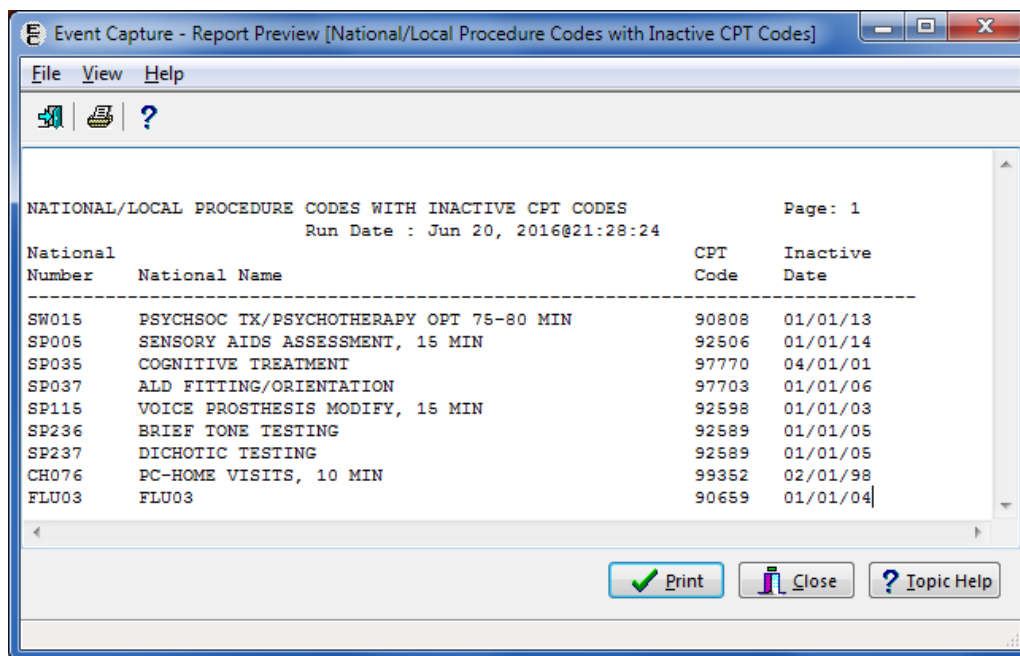 Event Capture - Report Preview [National/Local Procedure Codes with Inactive CPT Codes]
File View Help
NATIONAL/LOCAL PROCEDURE CODES WITH INACTIVE CPT CODES Page: 1
Run Date : Jun 20, 2016@21:28:24
National CPT Inactive
Number National Name Code Date
--------------------------------------------------------------------------------
SW015 PSYCHSOC TX/PSYCHOTHERAPY OPT 75-80 MIN 90808 01/01/13
SP005 SENSORY AIDS ASSESSMENT, 15 MIN 92506 01/01/14
SP035 COGNITIVE TREATMENT 97770 04/01/01
SP037 ALD FITTING/ORIENTATION 97703 01/01/06
SP115 VOICE PROSTHESIS MODIFY, 15 MIN 92598 01/01/03
SP236 BRIEF TONE TESTING 92589 01/01/05
SP237 DICHOTIC TESTING 92589 01/01/05
CH076 PC-HOME VISITS, 10 MIN 99352 02/01/98
FLU03 FLU03 90659 01/01/04
Print Close ? Topic Help